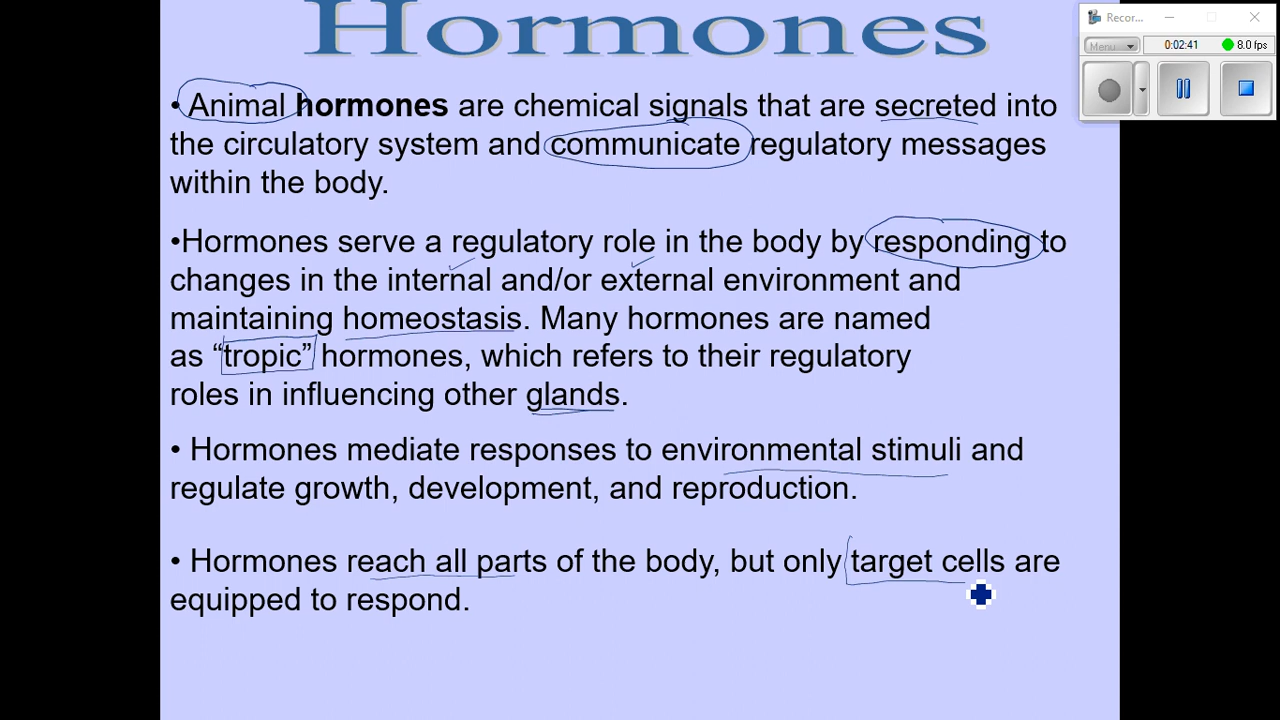 Hormones
Recor...
Menu
0:02:41
8.0 fps
• Animal hormones are chemical signals that are secreted into
the circulatory system and communicate regulatory messages
within the body.
•Hormones serve a regulatory role in the body by responding to
changes in the internal and/or external environment and
maintaining homeostasis. Many hormones are named
as “tropic” hormones, which refers to their regulatory
roles in influencing other glands.
• Hormones mediate responses to environmental stimuli and
regulate growth, development, and reproduction.
• Hormones reach all parts of the body, but only target cells are
equipped to respond.